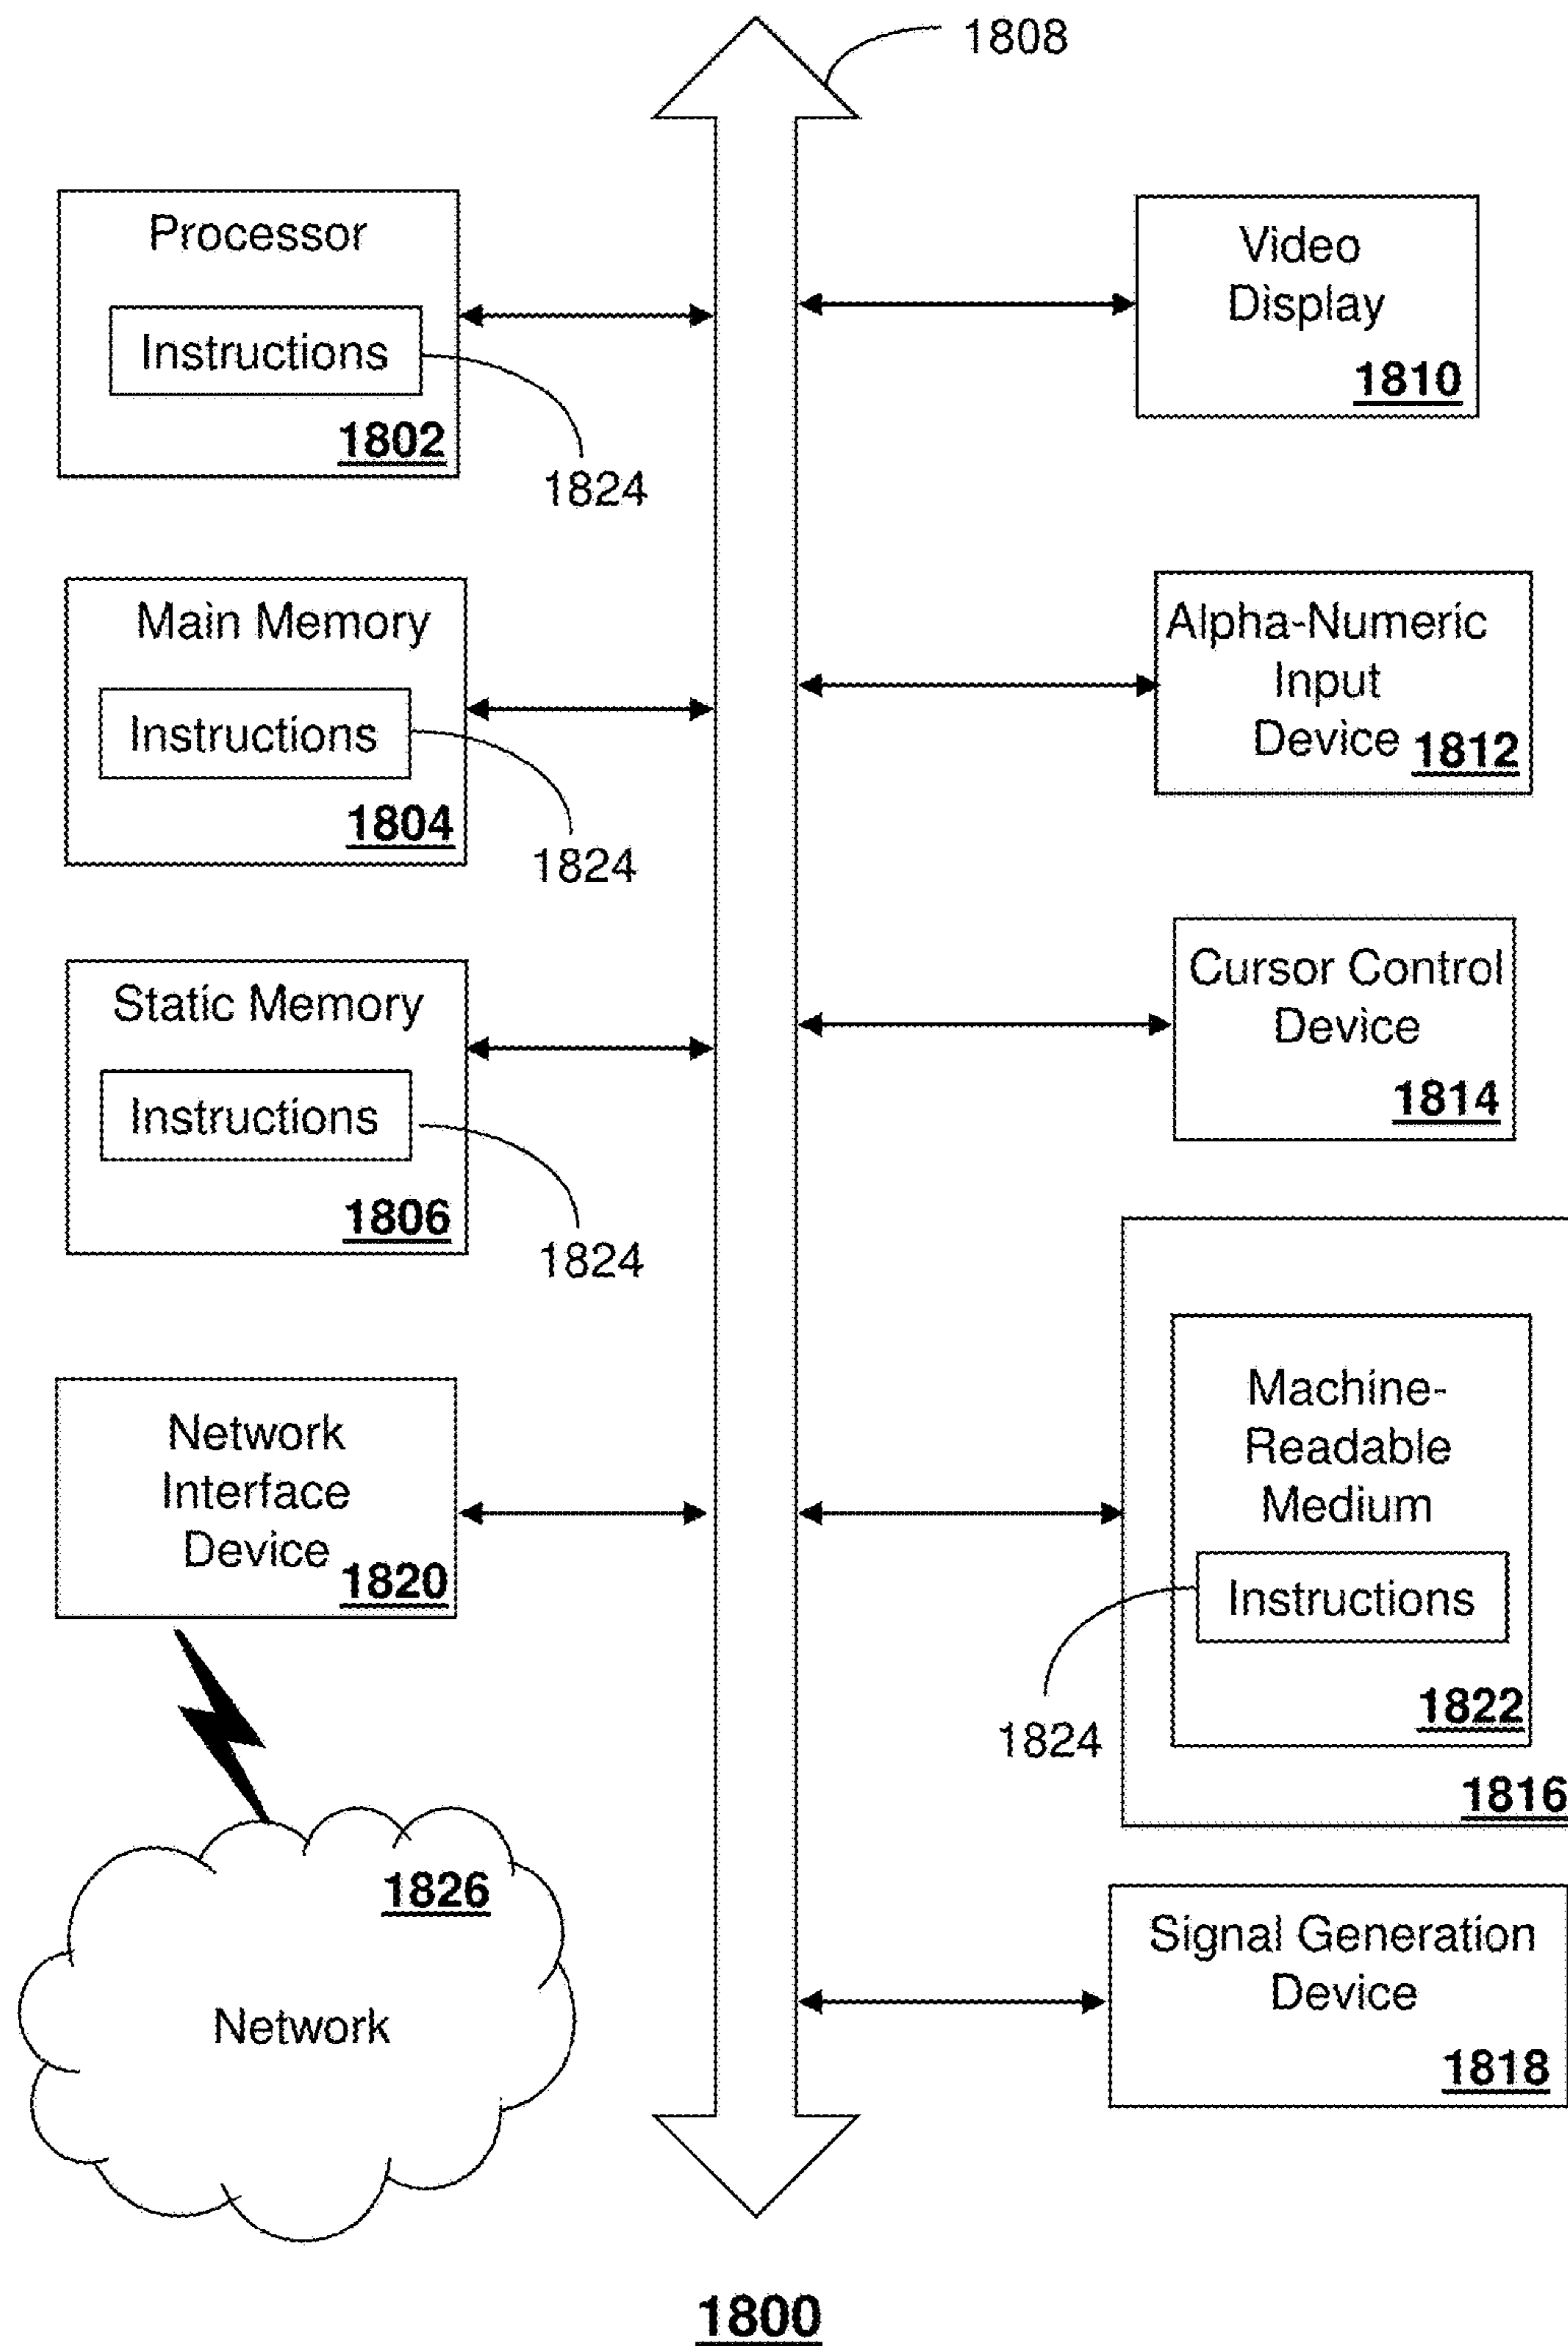 1808
Processor
Instructions
1802
1824
Video
Display
1810
Main Memory
Instructions
1804
1824
Alpha-Numeric
Input
Device 1812
Static Memory
Instructions
1806
1824
Cursor Control
Device
1814
Network
Interface
Device 1820
Machine-
Readable
Medium
Instructions
1824
1822
1816
1826
Network
Signal Generation
Device
1818
1800